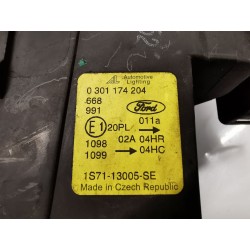 Automotive
Lighting
0 301 174 204
668
991
Ford
011a
E1 20PL →
1098 02A 04HR
1099 → 04HC
1S71-13005-SE
Made in Czech Republic